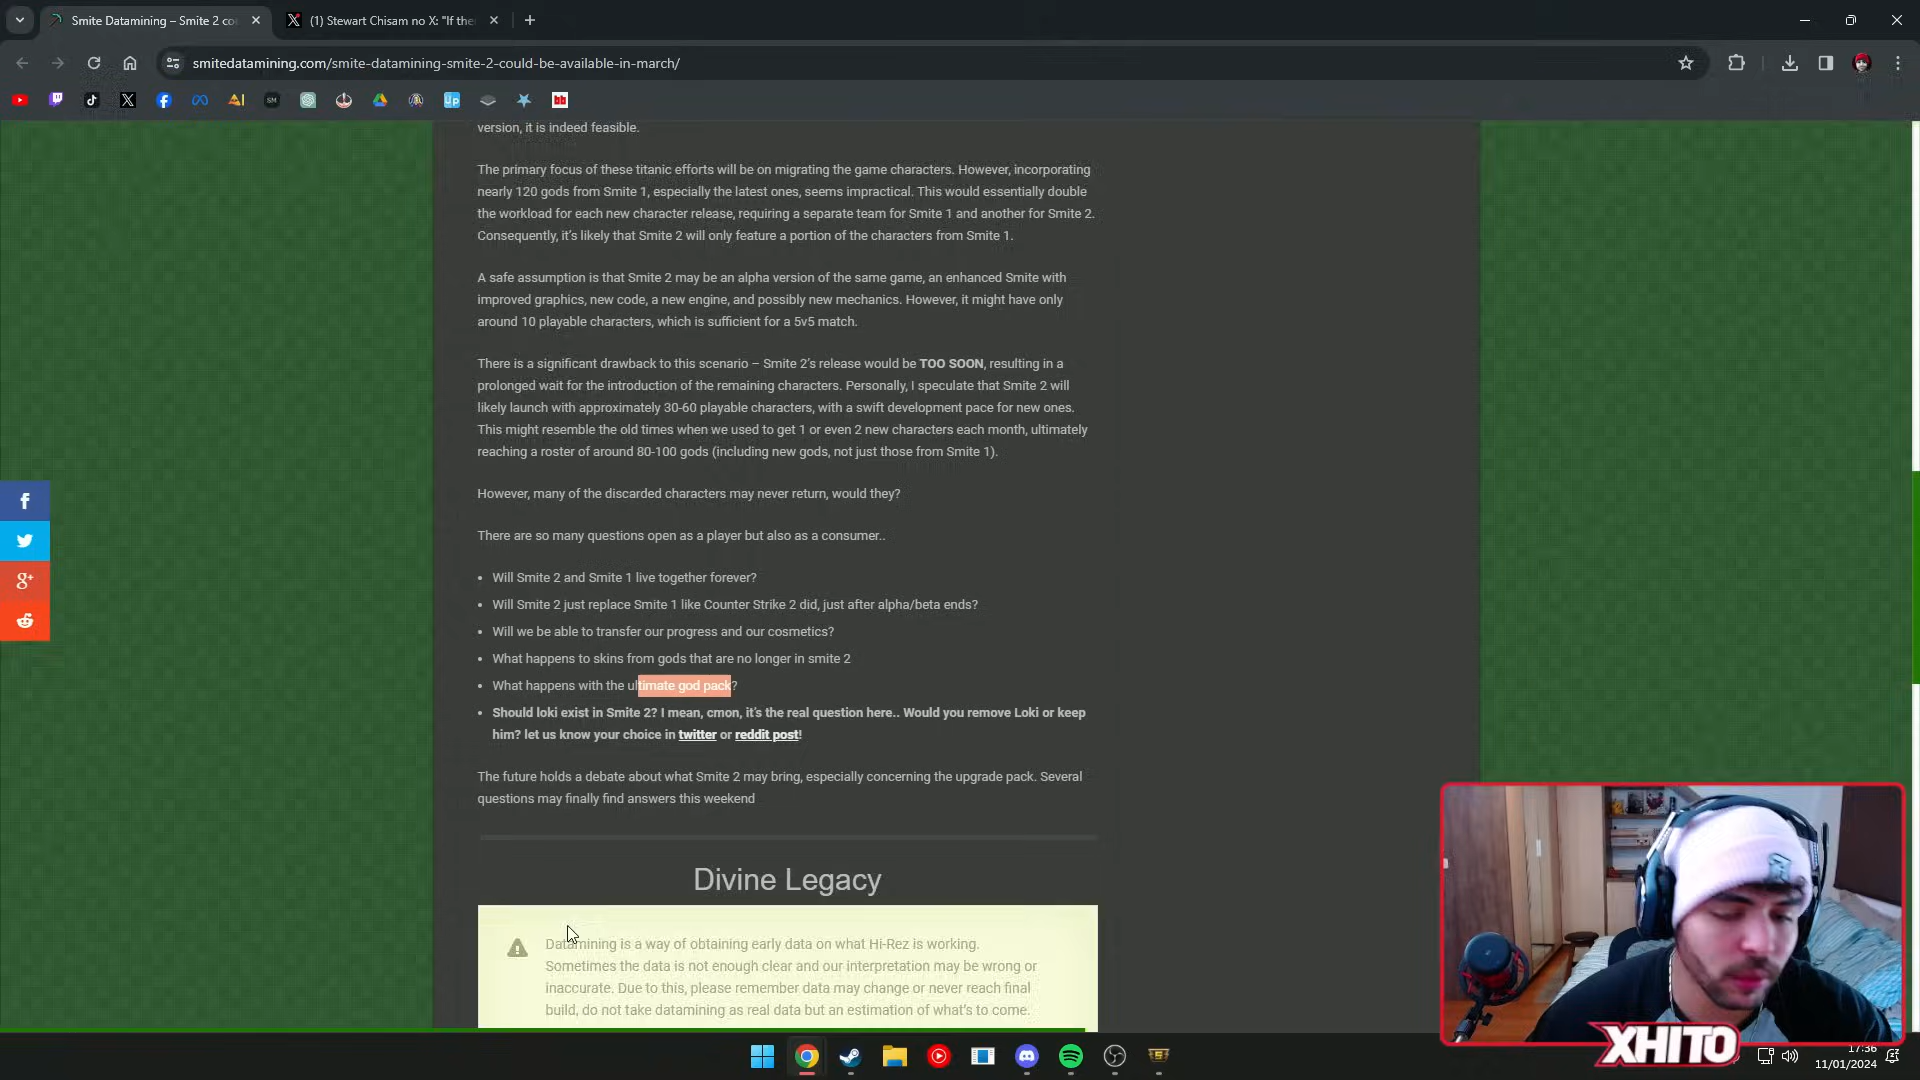 Smite Datamining – Smite 2 co
(1) Stewart Chisam no X: "If the
smitedatamining.com/smite-datamining-smite-2-could-be-available-in-march/
SM
Up
bb
version, it is indeed feasible.
The primary focus of these titanic efforts will be on migrating the game characters. However, incorporating
nearly 120 gods from Smite 1, especially the latest ones, seems impractical. This would essentially double
the workload for each new character release, requiring a separate team for Smite 1 and another for Smite 2.
Consequently, it's likely that Smite 2 will only feature a portion of the characters from Smite 1.
A safe assumption is that Smite 2 may be an alpha version of the same game, an enhanced Smite with
improved graphics, new code, a new engine, and possibly new mechanics. However, it might have only
around 10 playable characters, which is sufficient for a 5v5 match.
There is a significant drawback to this scenario – Smite 2's release would be TOO SOON, resulting in a
prolonged wait for the introduction of the remaining characters. Personally, I speculate that Smite 2 will
likely launch with approximately 30-60 playable characters, with a swift development pace for new ones.
This might resemble the old times when we used to get 1 or even 2 new characters each month, ultimately
reaching a roster of around 80-100 gods (including new gods, not just those from Smite 1).
However, many of the discarded characters may never return, would they?
There are so many questions open as a player but also as a consumer..
• Will Smite 2 and Smite 1 live together forever?
• Will Smite 2 just replace Smite 1 like Counter Strike 2 did, just after alpha/beta ends?
• Will we be able to transfer our progress and our cosmetics?
• What happens to skins from gods that are no longer in smite 2
• What happens with the ultimate god pack?
• Should loki exist in Smite 2? I mean, cmon, it's the real question here.. Would you remove Loki or keep
him? let us know your choice in twitter or reddit post!
The future holds a debate about what Smite 2 may bring, especially concerning the upgrade pack. Several
questions may finally find answers this weekend
Divine Legacy
Datamining is a way of obtaining early data on what Hi-Rez is working.
Sometimes the data is not enough clear and our interpretation may be wrong or
inaccurate. Due to this, please remember data may change or never reach final
build, do not take datamining as real data but an estimation of what's to come.
XHITO
17:36
11/01/2024